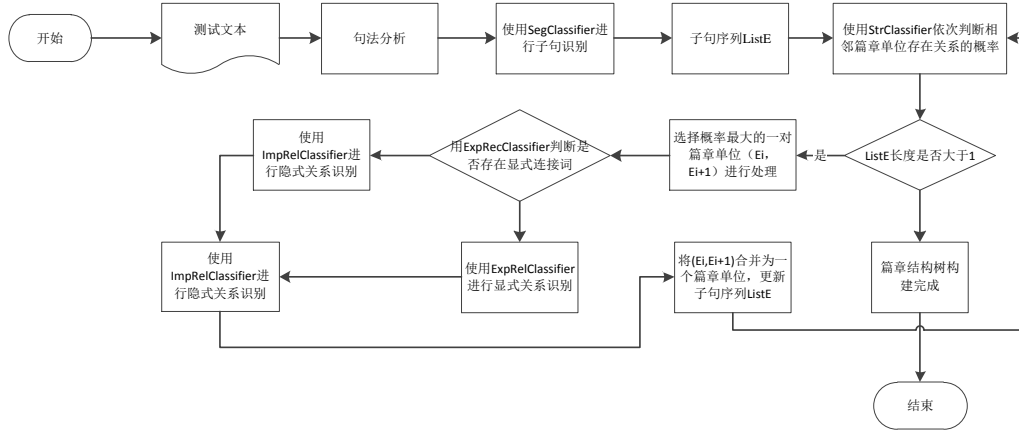 开始
测试文本
句法分析
使用SegClassifier进
行子句识别
子句序列ListE
使用StrClassifier依次判断相
邻篇章单位存在关系的概率
使用
ImpRelClassifier进
行隐式关系识别
用ExpRecClassifier判断是
否存在显式连接词
选择概率最大的一对
篇章单位（Ei，
Ei+1）进行处理
是
ListE长度是否大于1
使用
ImpRelClassifier进
行隐式关系识别
使用ExpRelClassifier
进行显式关系识别
将(Ei,Ei+1)合并为一
个篇章单位，更新
子句序列ListE
篇章结构树构
建完成
结束